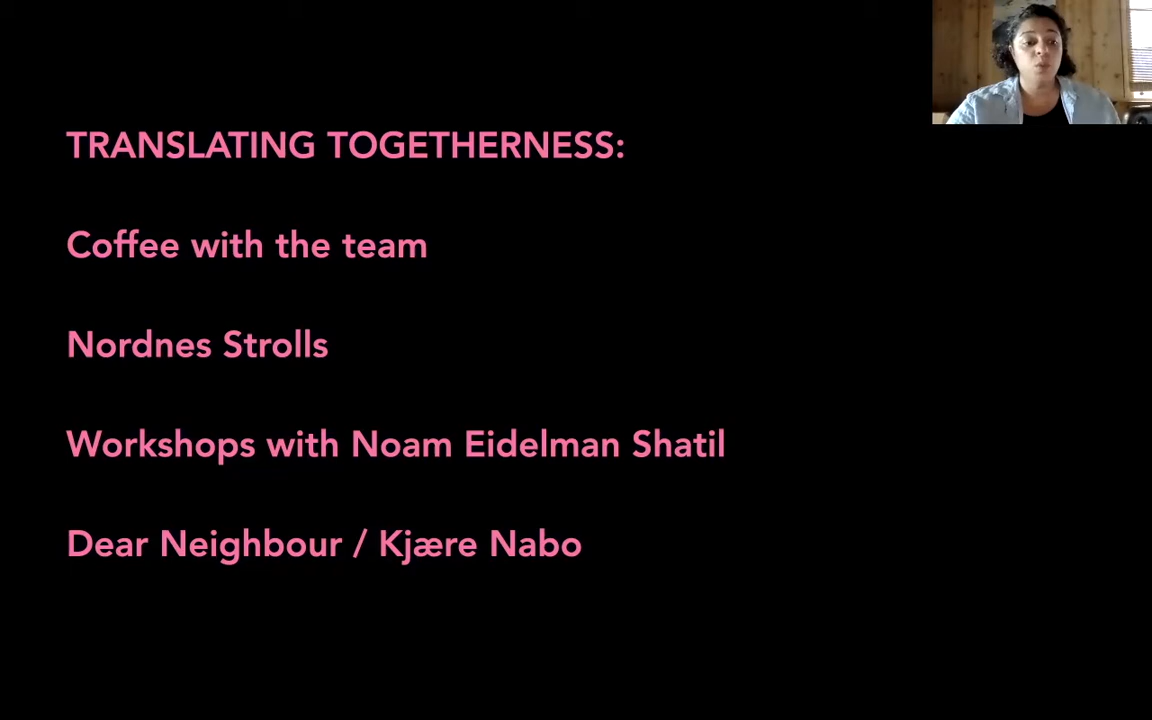 TRANSLATING TOGETHERNESS:
Coffee with the team
Nordnes Strolls
Workshops with Noam Eidelman Shatil
Dear Neighbour / Kjære Nabo